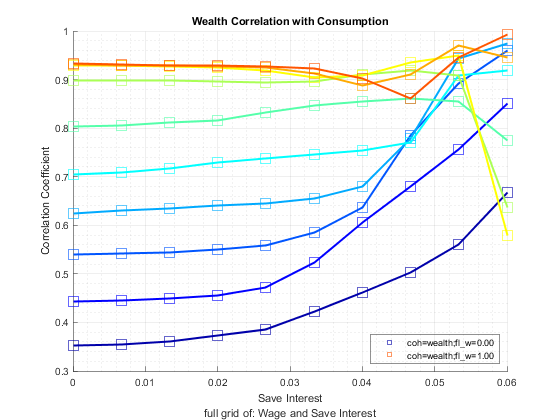 Wealth Correlation with Consumption
1
0.9
0.8
0.7
0.6
0.5
0.4
0.3
Correlation Coefficient
0
0.01
0.02
0.03
0.04
0.05
0.06
coh=wealth;fl_w=0.00
coh=wealth;fl_w=1.00
Save Interest
full grid of: Wage and Save Interest